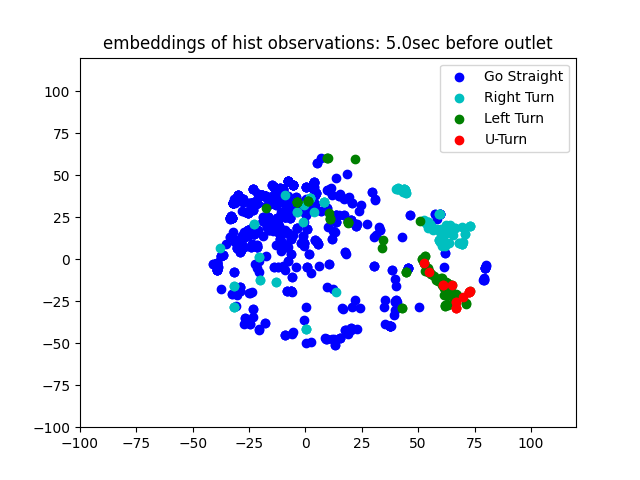 embeddings of hist observations: 5.0sec before outlet
Go Straight
Right Turn
Left Turn
U-Turn
100
75
50
25
0
−25
−50
−75
−100
−100 −75 −50 −25 0 25 50 75 100